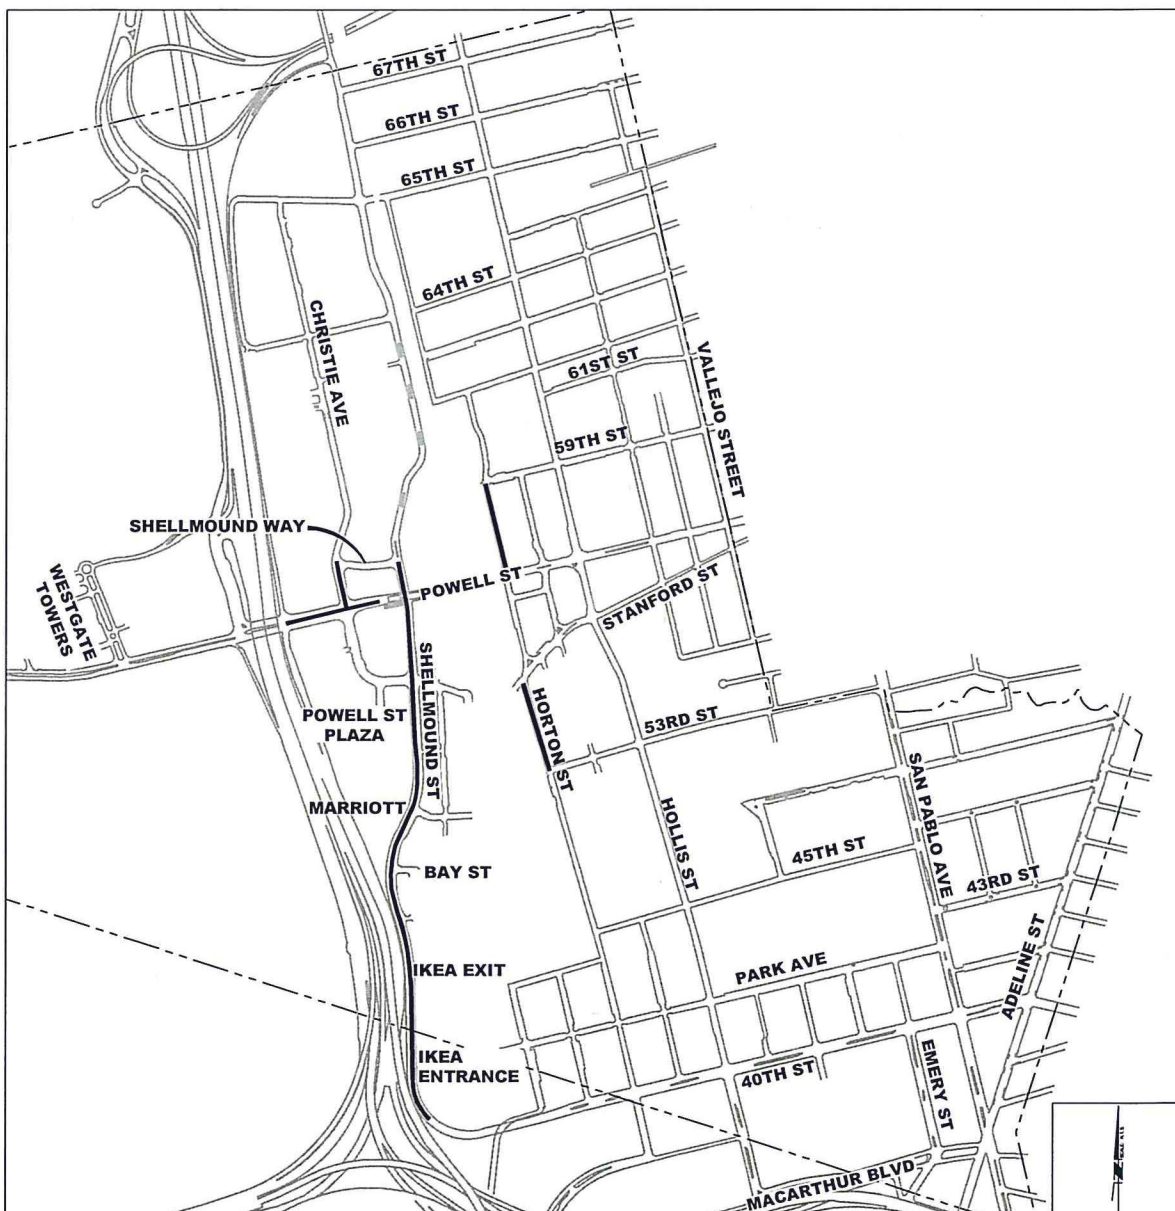 67TH ST
66TH ST
65TH ST
64TH ST
CHRISTIE AVE
61ST ST
VALLEJO STREET
59TH ST
SHELLMOUND WAY
WESTGATE
TOWERS
POWELL ST
STANFORD ST
SHELLMOUND ST
POWELL ST
PLAZA
HORTON ST
53RD ST
MARRIOTT
SAN PABLO AVE
HOLLIS ST
45TH ST
BAY ST
43RD ST
IKEA EXIT
PARK AVE
ADELINE ST
IKEA
ENTRANCE
40TH ST
EMERY ST
MACARTHUR BLVD